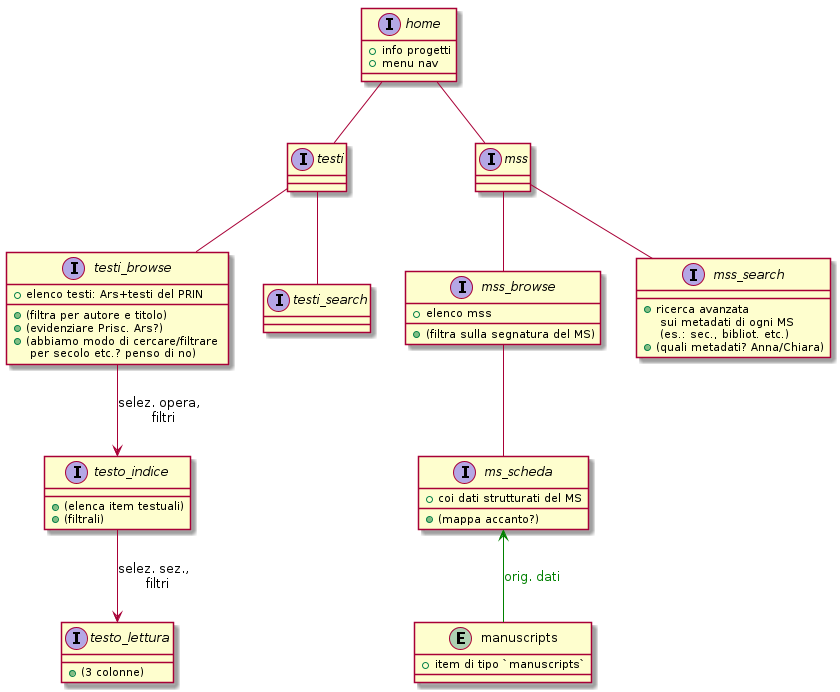 I home
info progetti
menu nav
I testi
I mss
I testi_browse
elenco testi: Ars+testi del PRIN
(filtra per autore e titolo)
(evidenziare Prisc. Ars?)
(abbiamo modo di cercare/filtrare
per secolo etc.? penso di no)
I testi_search
I mss_browse
elenco mss
(filtra sulla segnatura del MS)
I mss_search
ricerca avanzata
sui metadati di ogni MS
(es.: sec., bibliot. etc.)
(quali metadati? Anna/Chiara)
selez. opera,
filtri
I testo_indice
(elenca item testuali)
(filtrali)
I ms_scheda
coi dati strutturati del MS
(mappa accanto?)
selez. sez.,
filtri
orig. dati
I testo_lettura
(3 colonne)
E manuscripts
item di tipo `manuscripts`